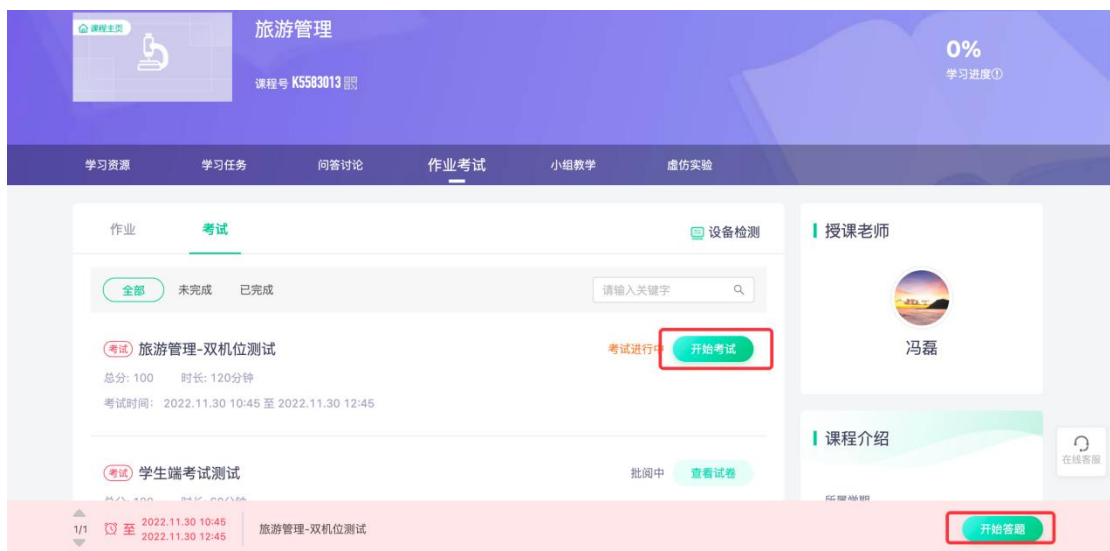 课程主页
旅游管理
课程号 K5583013
0%
学习进度
学习资源 学习任务 问答讨论 作业考试 小组教学 虚仿实验
作业 考试 设备检测
全部 未完成 已完成 请输入关键字
考试 旅游管理-双机位测试 考试进行中 开始考试
总分: 100 时长: 120分钟
考试时间: 2022.11.30 10:45 至 2022.11.30 12:45
考试 学生端考试测试 批阅中 查看试卷
授课老师
冯磊
课程介绍
在线客服
1/1 至 2022.11.30 10:45
2022.11.30 12:45
旅游管理-双机位测试 开始答题